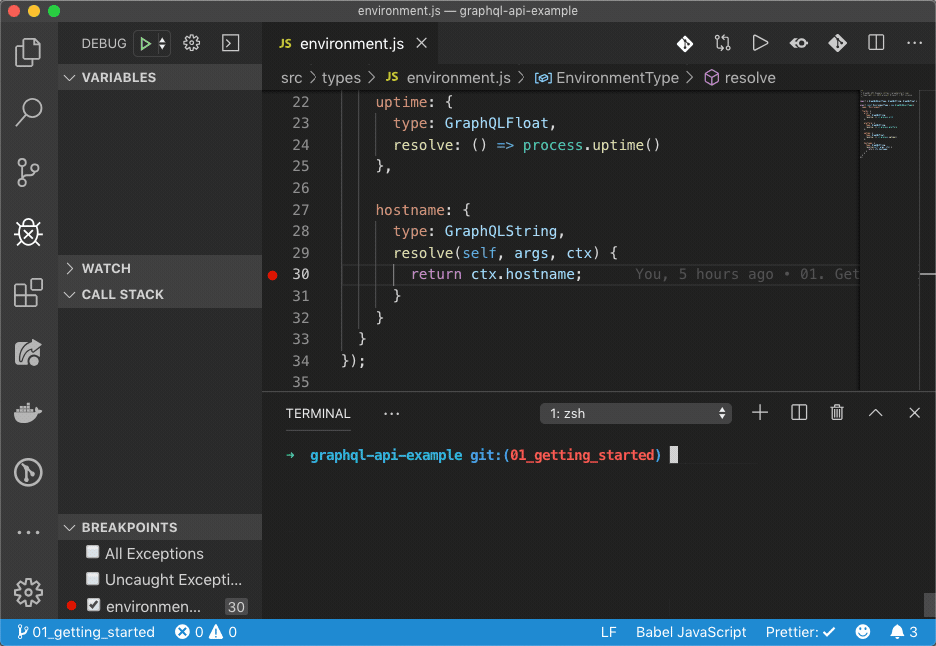 environment.js — graphql-api-example
DEBUG
JS environment.js
VARIABLES
src types JS environment.js EnvironmentType resolve
22 uptime: {
23 type: GraphQLFloat,
24 resolve: () => process.uptime()
25 },
26
27 hostname: {
28 type: GraphQLString,
29 resolve(self, args, ctx) {
30 return ctx.hostname; You, 5 hours ago • 01. Get
31 }
32 }
33 }
34 });
35
WATCH
CALL STACK
TERMINAL ··· 1: zsh
→ graphql-api-example git:(01_getting_started)
BREAKPOINTS
All Exceptions
Uncaught Excepti...
environmen... 30
01_getting_started 0 0 LF Babel JavaScript Prettier: ✓ 3